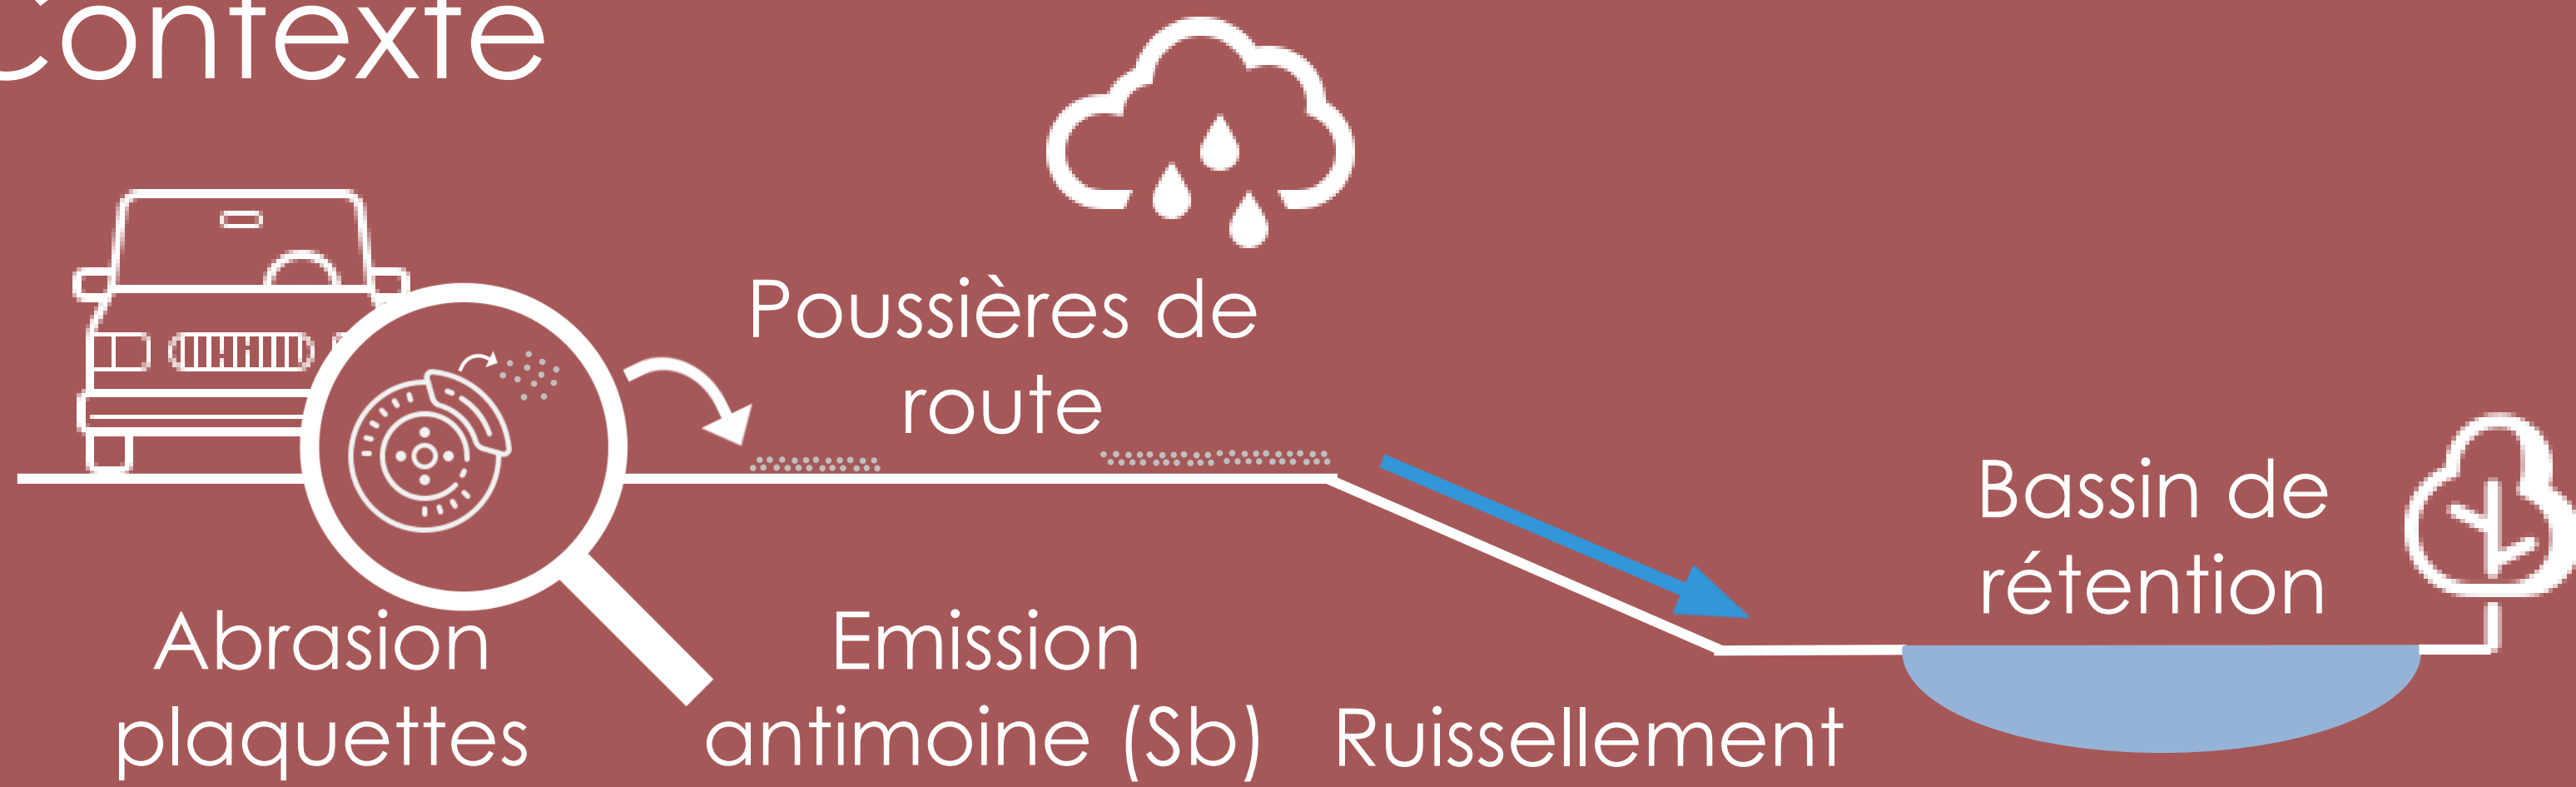 Contexte
Poussières de
route
Bassin de
rétention
Abrasion
plaquettes
Emission
antimoine (Sb)
Ruissellement